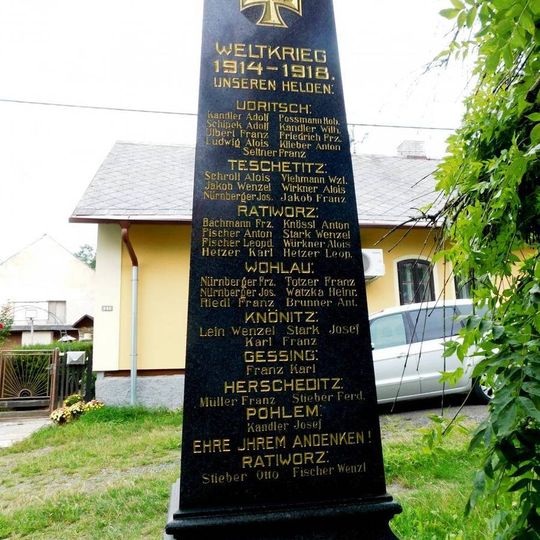 WELTKRIEG
1914-1918.
UNSEREN HELDEN:
UDRITSCH:
Kandler Adolf Possmann Rob.
Schipek Adolf Kandler Wilh.
Ulbert Franz Friedrich Frz.
Ludwig Alois Klieber Anton
Seltner Franz
TESCHETITZ:
Schroll Alois Viehmann Wzl.
Jakob Wenzel Wirkner Alois
Nürnberger Jos. Jakob Franz
RATIWORZ:
Bachmann Frz. Knössl Anton
Fischer Anton Stark Wenzel
Fischer Leopd. Würkner Alois
Hetzer Karl Hetzer Leop.
WOHLAU:
Nürnberger Frz. Totzer Franz
Nürnberger Jos. Watzka Heinr.
Riedl Franz Brunner Ant.
KNÖNITZ:
Lein Wenzel Stark Josef
Karl Franz
GESSING:
Franz Karl
HERSCHEDITZ:
Müller Franz Stieber Ferd.
POHLEM:
Kandler Josef
EHRE JHREM ANDENKEN!
RATIWORZ:
Stieber Otto Fischer Wenzl